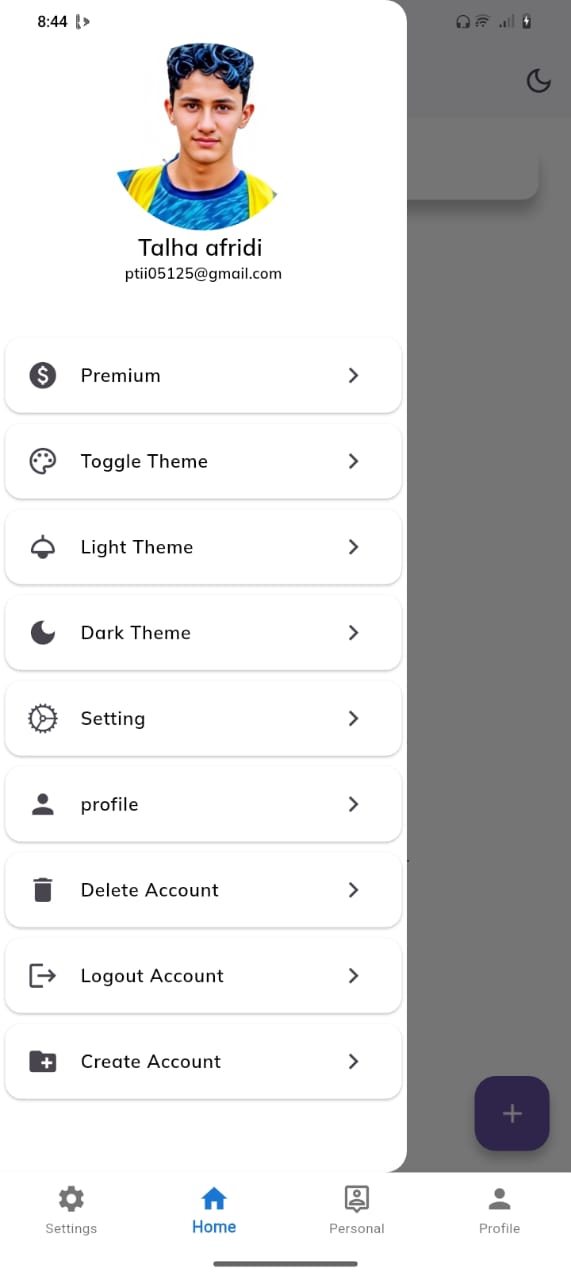 8:44
Talha afridi
ptii05125@gmail.com
Premium
Toggle Theme
Light Theme
Dark Theme
Setting
profile
Delete Account
Logout Account
Create Account
Settings
Home
Personal
Profile